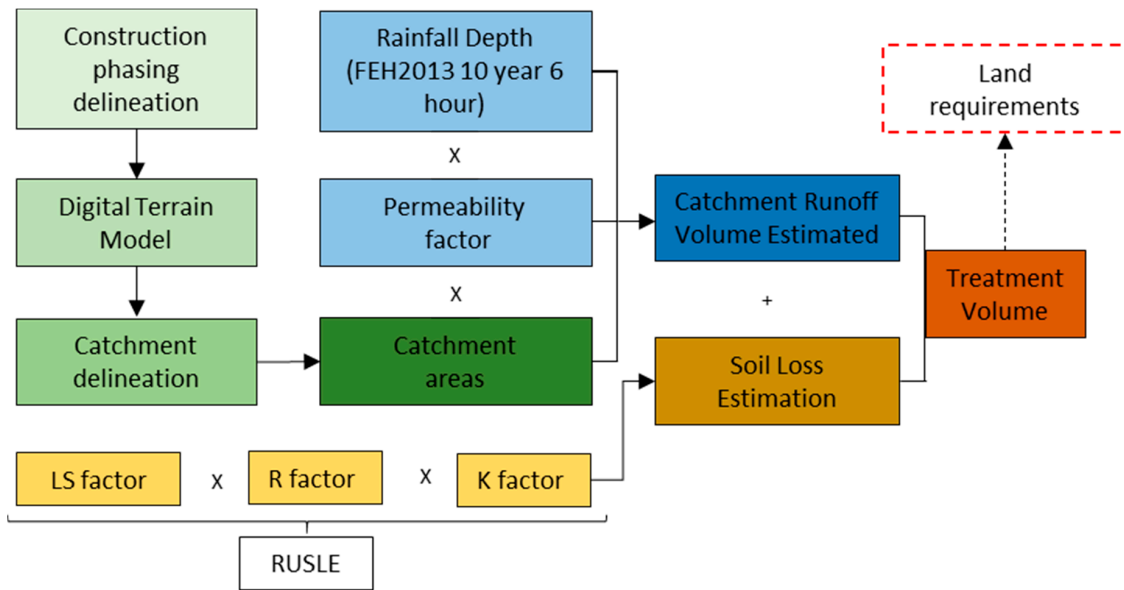 Construction
phasing
delineation
Rainfall Depth
(FEH2013 10 year 6
hour)
Land
requirements
X
Digital Terrain
Model
Permeability
factor
Catchment Runoff
Volume Estimated
Treatment
Volume
X
+
Catchment
delineation
Catchment
areas
Soil Loss
Estimation
LS factor
X
R factor
X
K factor
RUSLE